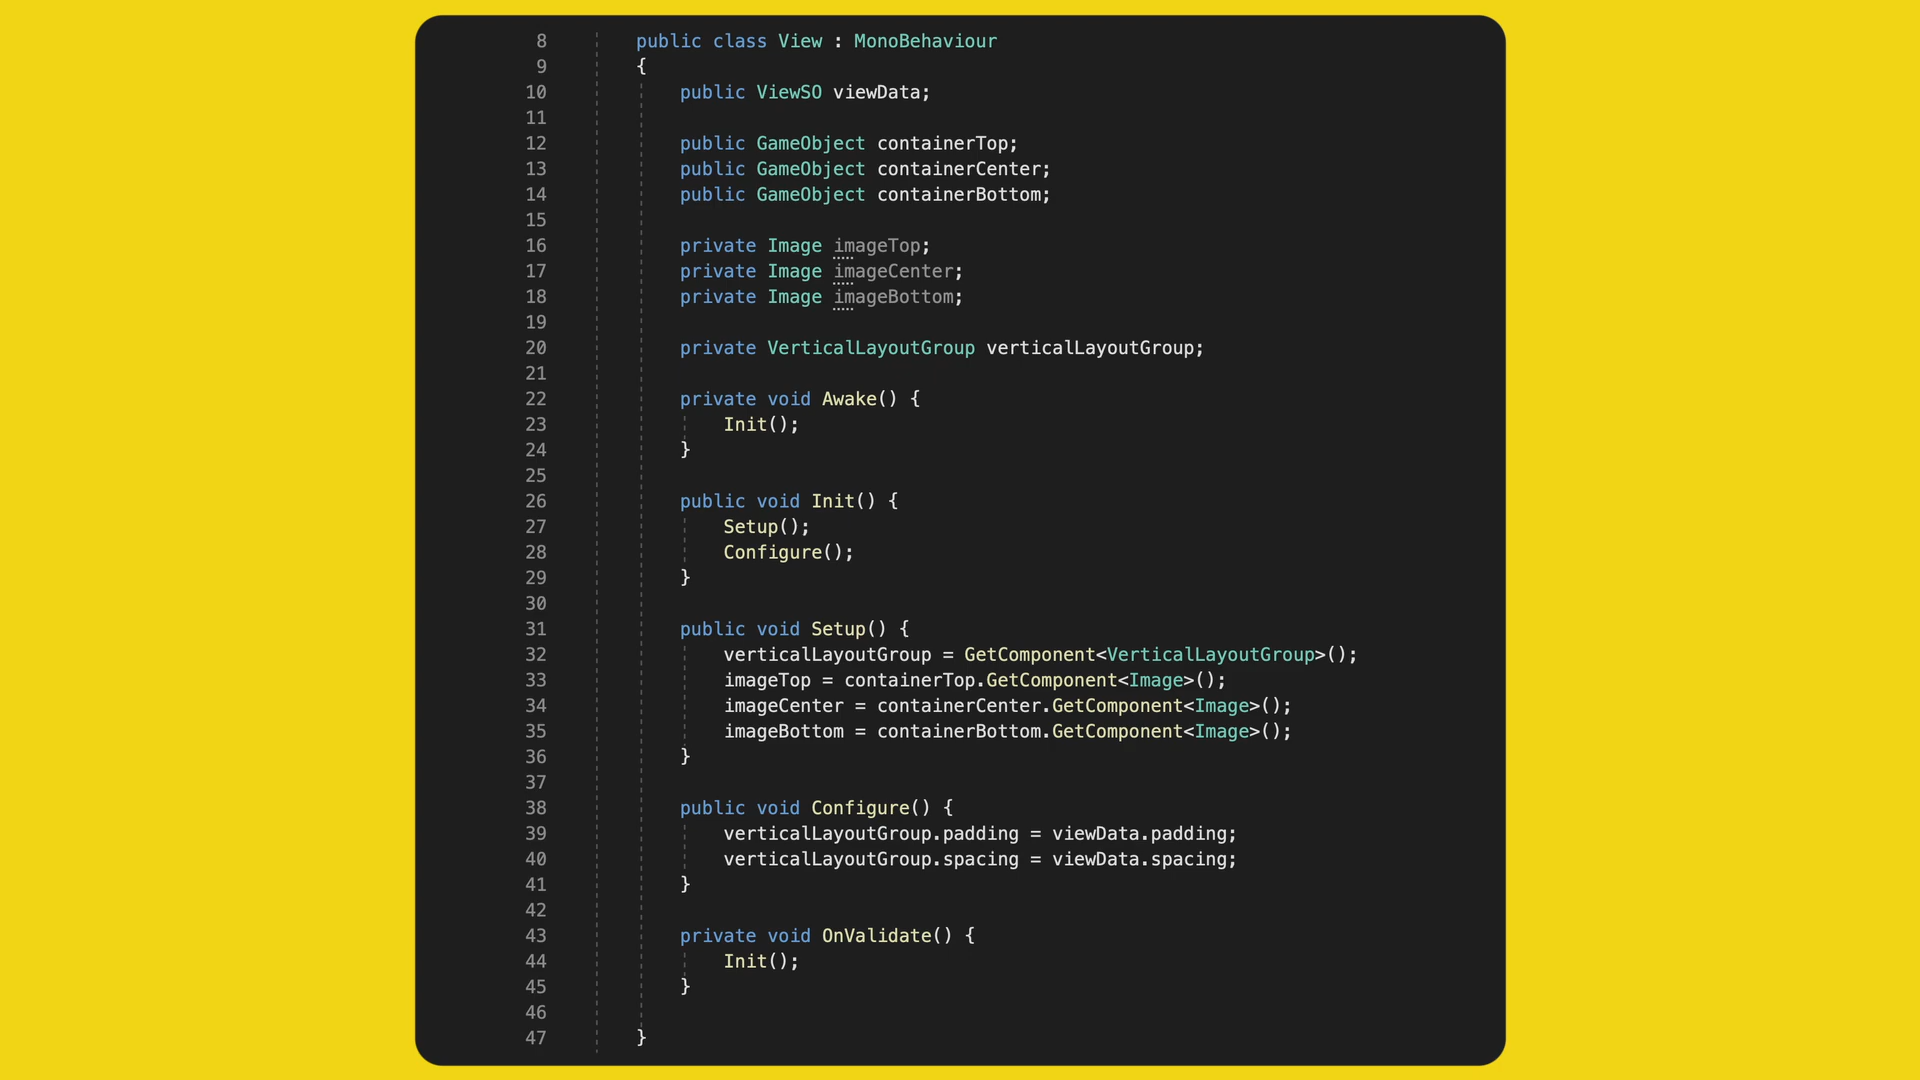 8 public class View : MonoBehaviour
9 {
10 public ViewSO viewData;
11
12 public GameObject containerTop;
13 public GameObject containerCenter;
14 public GameObject containerBottom;
15
16 private Image imageTop;
17 private Image imageCenter;
18 private Image imageBottom;
19
20 private VerticalLayoutGroup verticalLayoutGroup;
21
22 private void Awake() {
23 Init();
24 }
25
26 public void Init() {
27 Setup();
28 Configure();
29 }
30
31 public void Setup() {
32 verticalLayoutGroup = GetComponent<VerticalLayoutGroup>();
33 imageTop = containerTop.GetComponent<Image>();
34 imageCenter = containerCenter.GetComponent<Image>();
35 imageBottom = containerBottom.GetComponent<Image>();
36 }
37
38 public void Configure() {
39 verticalLayoutGroup.padding = viewData.padding;
40 verticalLayoutGroup.spacing = viewData.spacing;
41 }
42
43 private void OnValidate() {
44 Init();
45 }
46
47 }